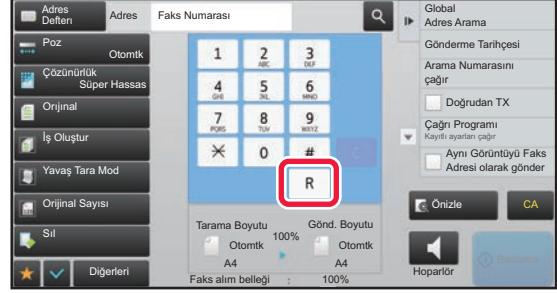 Adres
Defteri
Adres
Faks Numarası
Poz
Otomtk
Çözünürlük
Süper Hassas
Orijinal
İş Oluştur
Yavaş Tara Mod
Orijinal Sayısı
Sil
Diğerleri
1
2
ABC
3
DEF
4
GHI
5
JKL
6
MNO
7
PQRS
8
TUV
9
WXYZ
0
#
C
R
Tarama Boyutu
100%
Gönd. Boyutu
Otomtk
A4
Otomtk
A4
Faks alım belleği : 100%
Global
Adres Arama
Gönderme Tarihçesi
Arama Numarasını
çağır
Doğrudan TX
Çağrı Programı
Kayıtlı ayarları çağır
Aynı Görüntüyü Faks
Adresi olarak gönder
Önizle
CA
Hoparlör